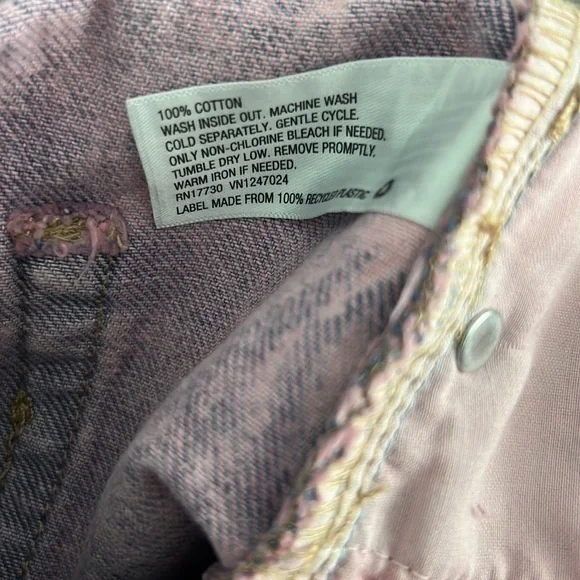 100% COTTON
WASH INSIDE OUT. MACHINE WASH
COLD SEPARATELY. GENTLE CYCLE.
ONLY NON-CHLORINE BLEACH IF NEEDED.
TUMBLE DRY LOW. REMOVE PROMPTLY.
WARM IRON IF NEEDED.
RN17730 VN1247024
LABEL MADE FROM 100% RECYCLED PLASTIC